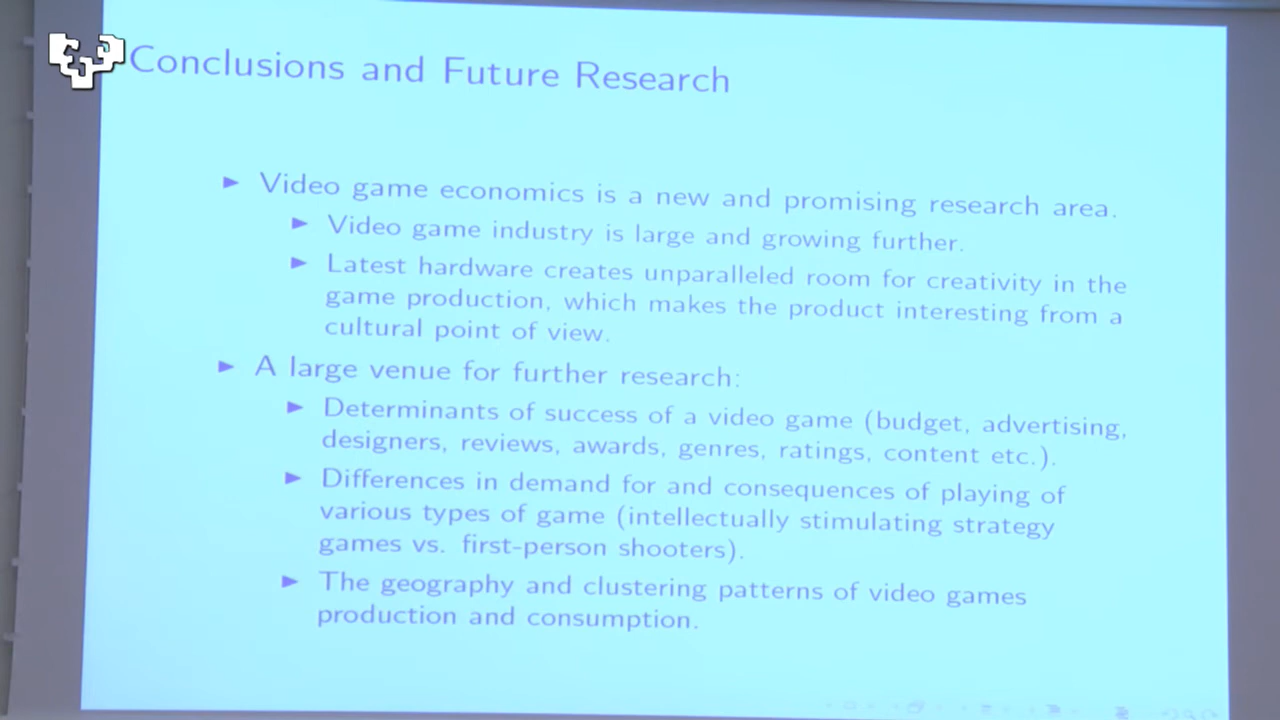 Conclusions and Future Research
Video game economics is a new and promising research area.
Video game industry is large and growing further.
Latest hardware creates unparalleled room for creativity in the
game production, which makes the product interesting from a
cultural point of view.
A large venue for further research:
Determinants of success of a video game (budget, advertising,
designers, reviews, awards, genres, ratings, content etc.).
Differences in demand for and consequences of playing of
various types of game (intellectually stimulating strategy
games vs. first-person shooters).
The geography and clustering patterns of video games
production and consumption.